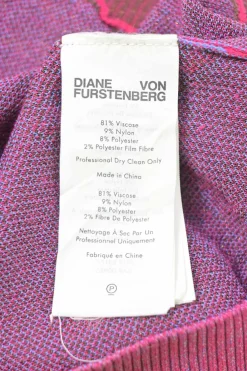 DIANE VON
FURSTENBERG
81% Viscose
9% Nylon
8% Polyester
2% Polyester Film Fibre
Professional Dry Clean Only
Made in China
81% Viscose
9% Nylon
8% Polyester
2% Fibre De Polyester
Nettoyage À Sec Par Un
Professionnel Uniquement
Fabriqué en Chine
P